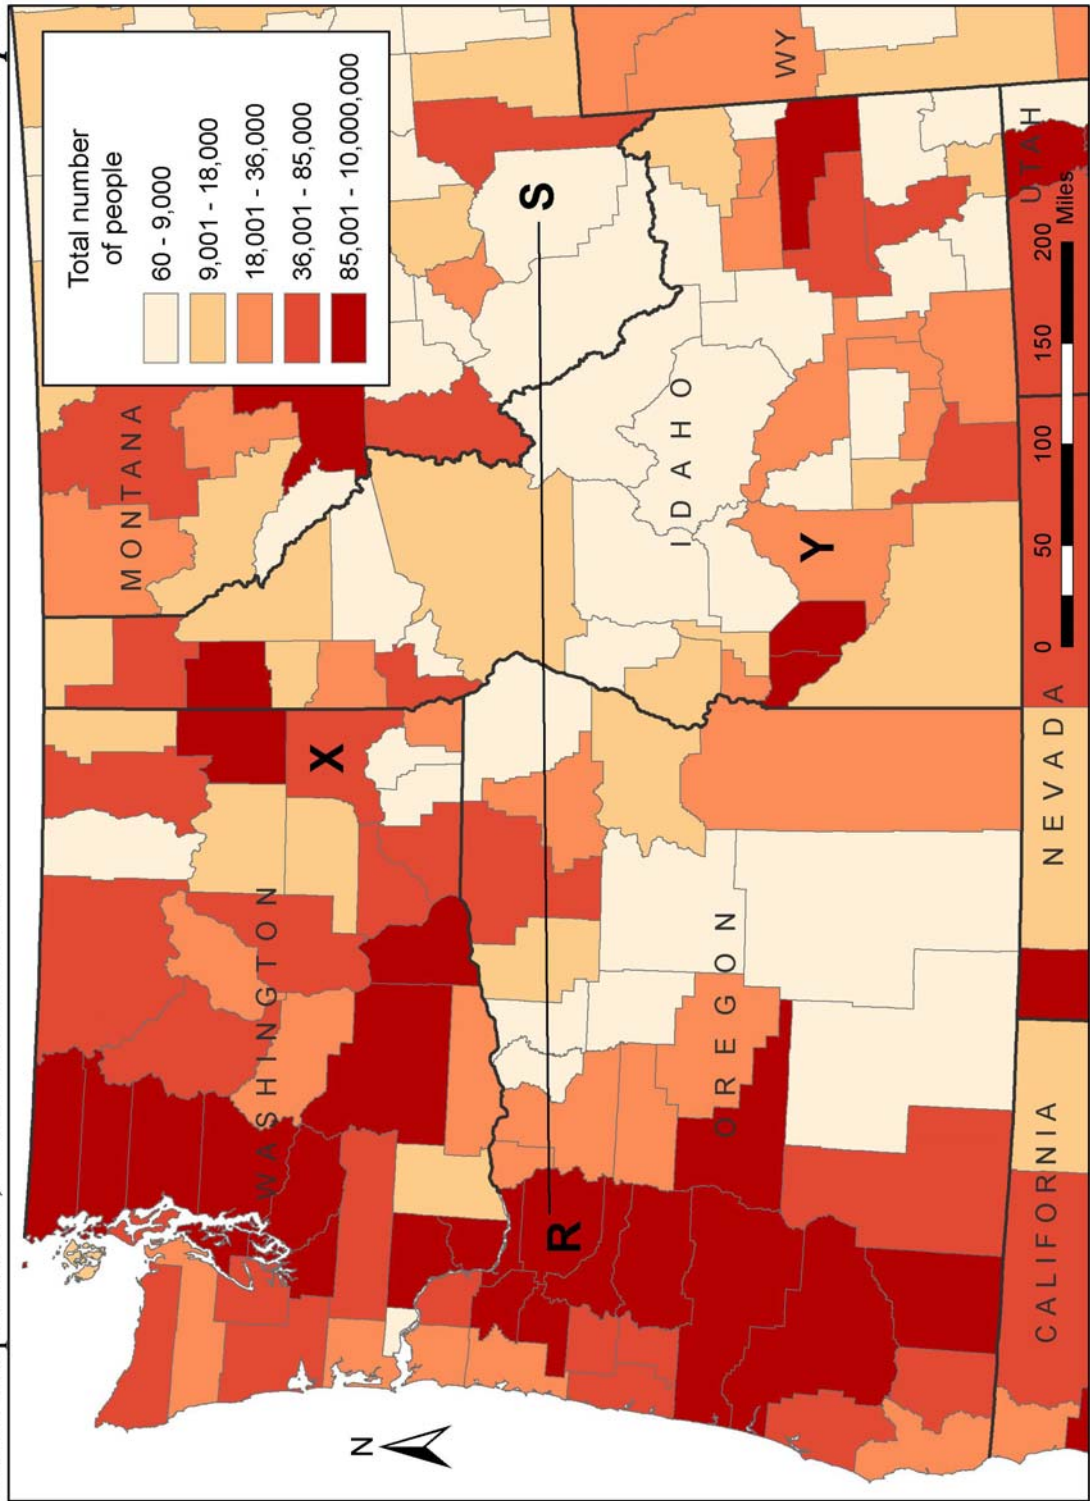 Total number
of people
60 - 9,000
9,001 - 18,000
18,001 - 36,000
36,001 - 85,000
85,001 - 10,000,000
N
WASHINGTON
MONTANA
X
R
S
OREGON
IDAHO
WY
Y
CALIFORNIA
NEVADA
UTAH
0 50 100 150 200
Miles